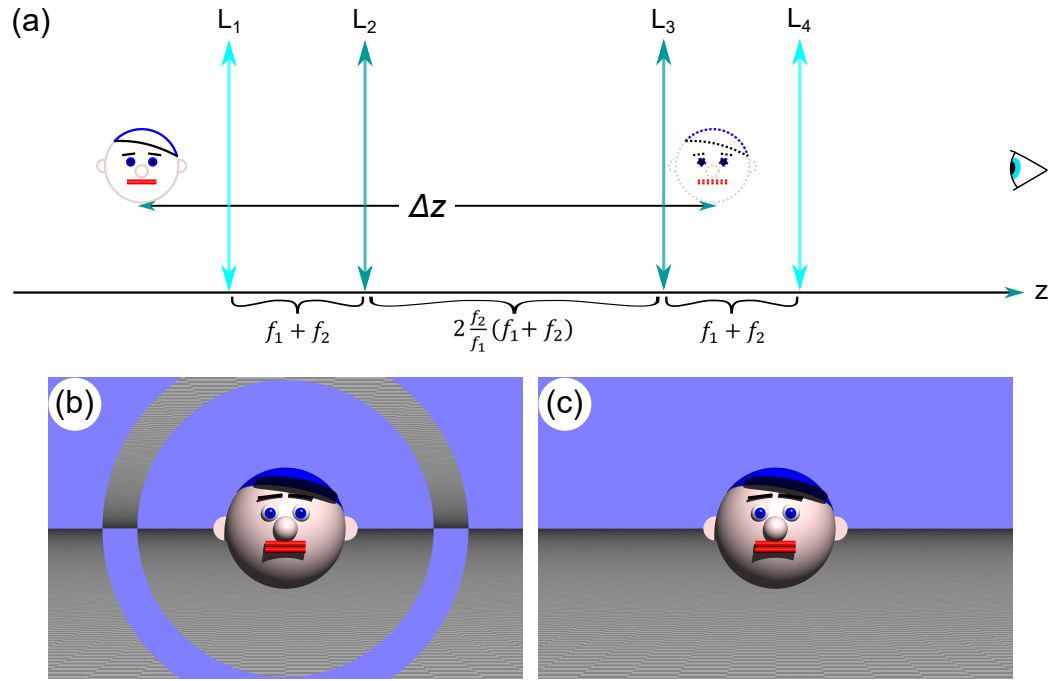 (a)
L₁ L₂ L₃ L₄
Δz
z
f₁ + f₂ 2 f₂/f₁ (f₁ + f₂) f₁ + f₂
(b) (c)